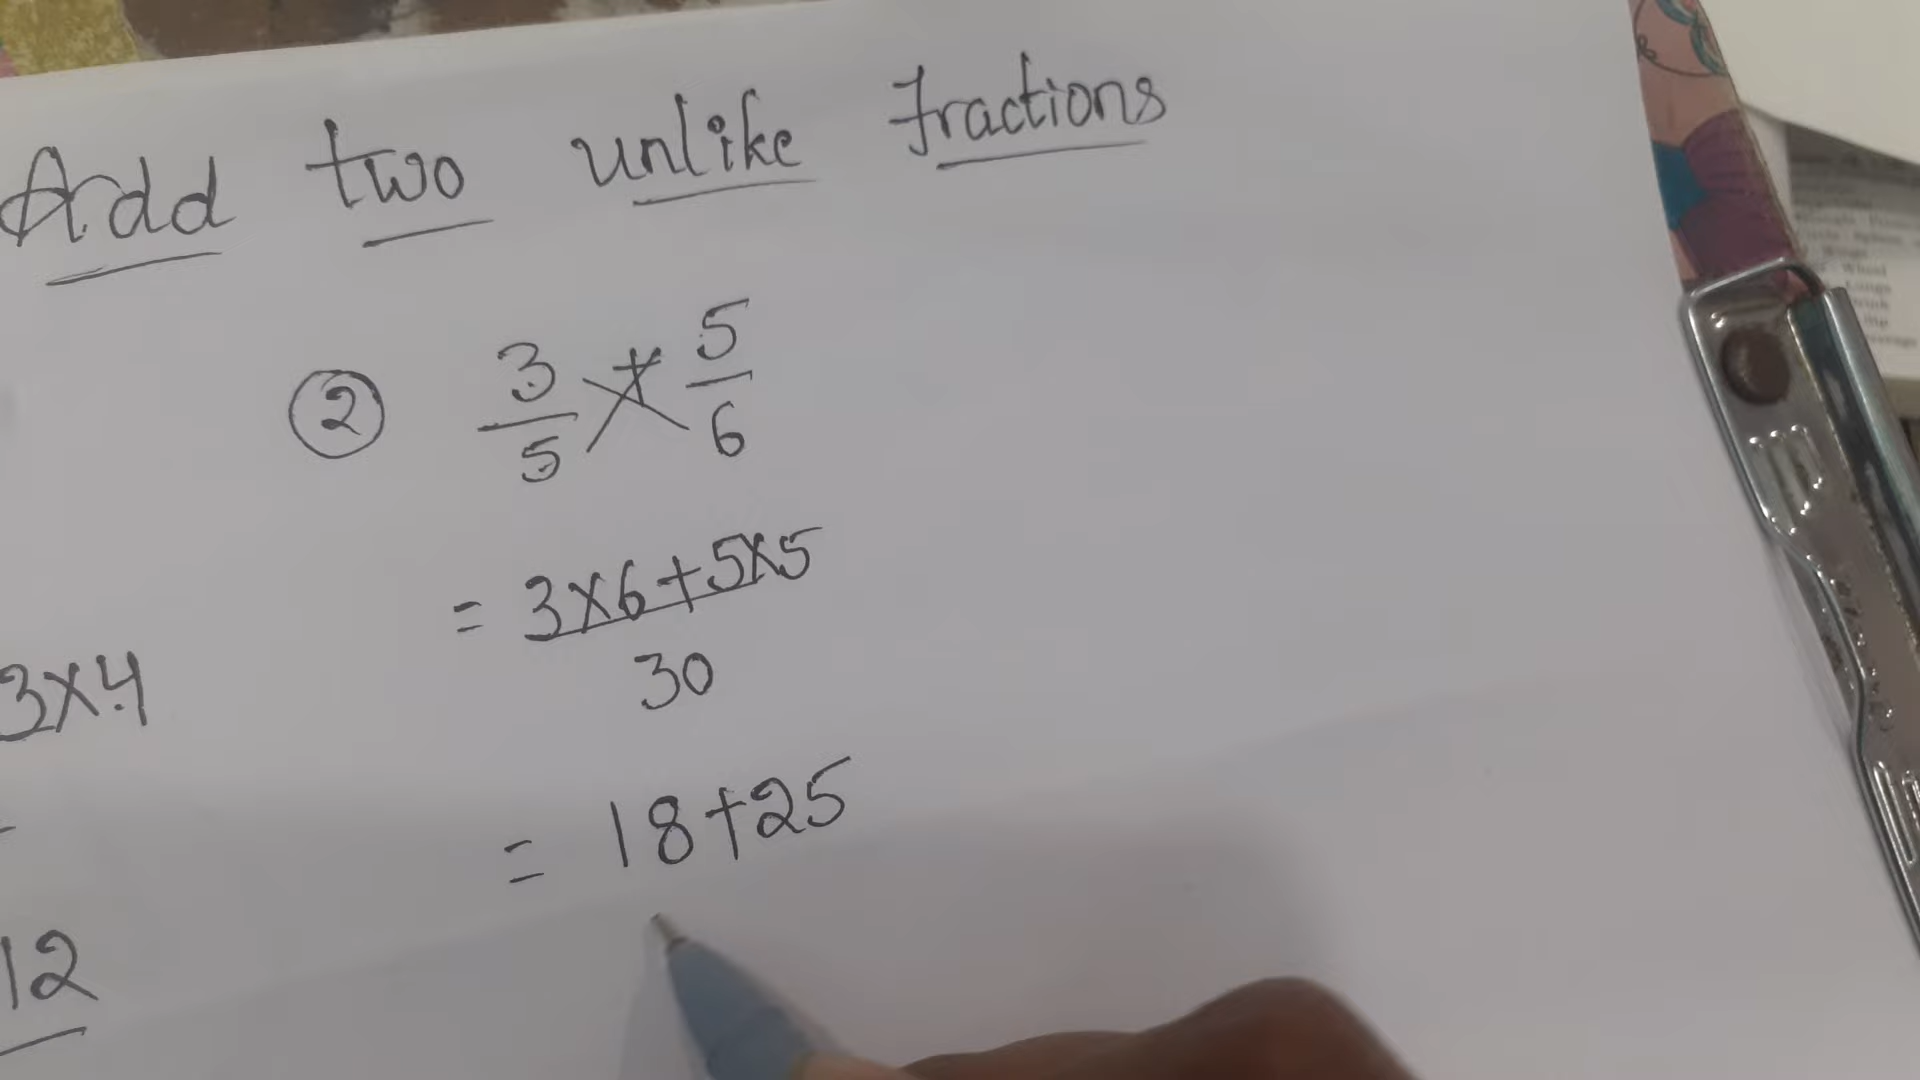 Add two unlike fractions
② 3/5 + 5/6
= 3×6+5×5
30
3×4
= 18+25
12